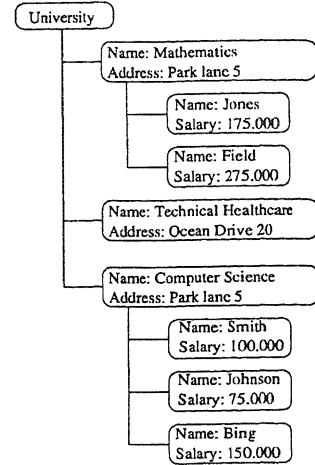 University
Name: Mathematics
Address: Park lane 5
Name: Jones
Salary: 175.000
Name: Field
Salary: 275.000
Name: Technical Healthcare
Address: Ocean Drive 20
Name: Computer Science
Address: Park lane 5
Name: Smith
Salary: 100.000
Name: Johnson
Salary: 75.000
Name: Bing
Salary: 150.000